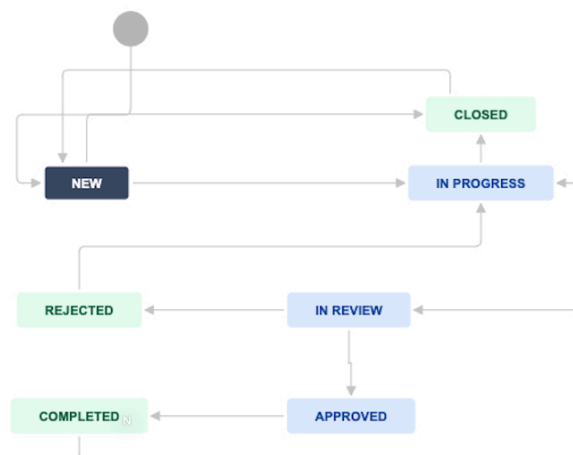 CLOSED
NEW
IN PROGRESS
REJECTED
IN REVIEW
COMPLETED
N
APPROVED